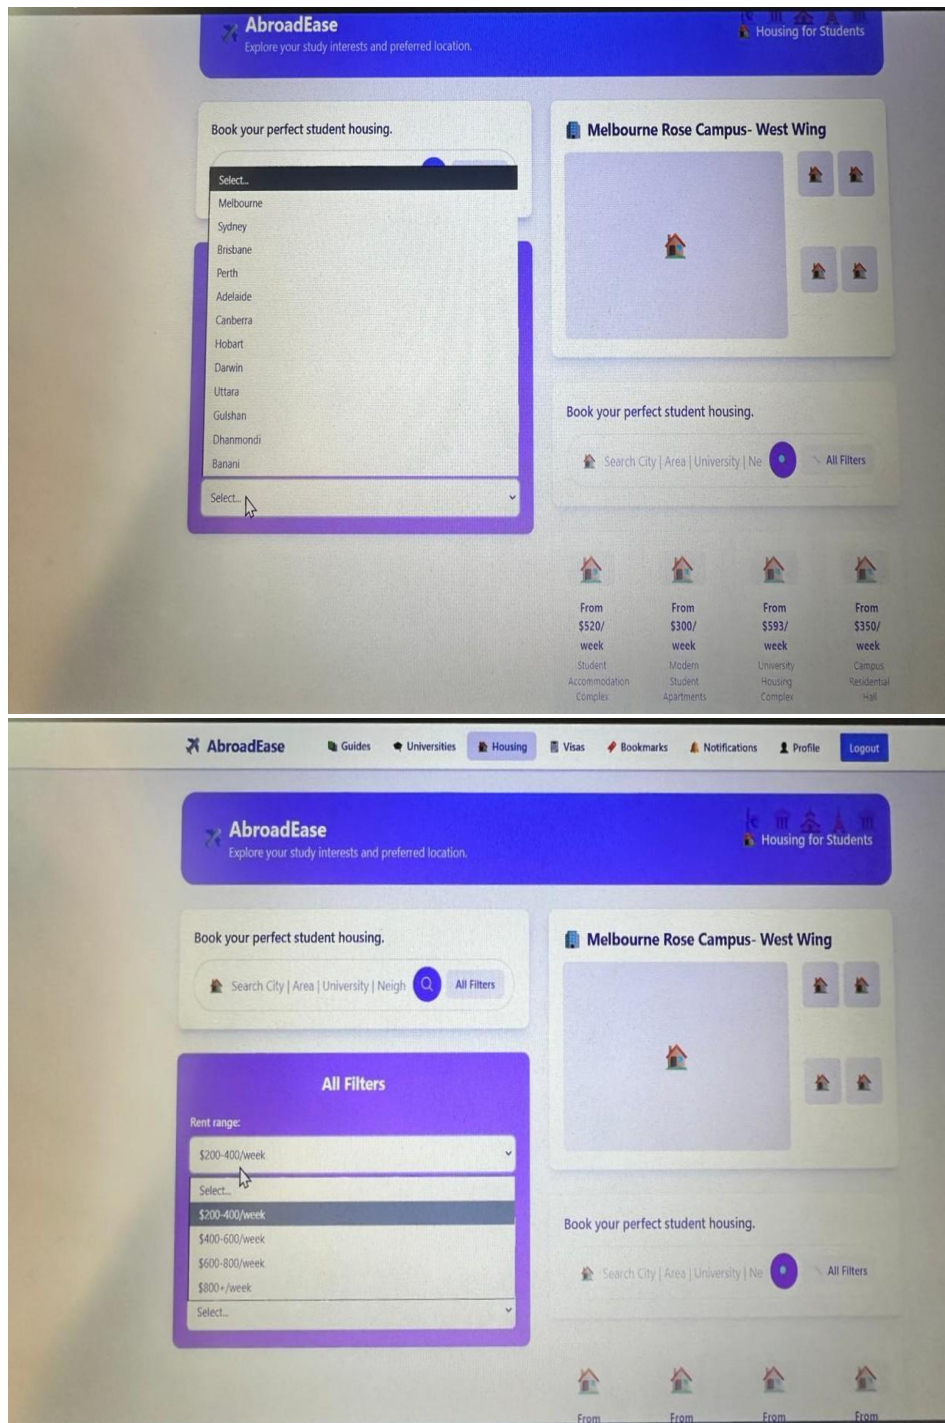 AbroadEase
Explore your study interests and preferred location.
Housing for Students
Book your perfect student housing.
Select...
Melbourne
Sydney
Brisbane
Perth
Adelaide
Canberra
Hobart
Darwin
Uttara
Gulshan
Dhanmondi
Banani
Select...
Melbourne Rose Campus- West Wing
Book your perfect student housing.
Search City | Area | University | Ne
All Filters
From
$520/
week
Student
Accommodation
Complex
From
$300/
week
Modern
Student
Apartments
From
$593/
week
University
Housing
Complex
From
$350/
week
Campus
Residential
Hall
AbroadEase
Guides
Universities
Housing
Visas
Bookmarks
Notifications
Profile
Logout
AbroadEase
Explore your study interests and preferred location.
Housing for Students
Book your perfect student housing.
Search City | Area | University | Neigh
All Filters
All Filters
Rent range:
$200-400/week
Select...
$200-400/week
$400-600/week
$600-800/week
$800+/week
Select...
Melbourne Rose Campus- West Wing
Book your perfect student housing.
Search City | Area | University | Ne
All Filters
From
From
From
From